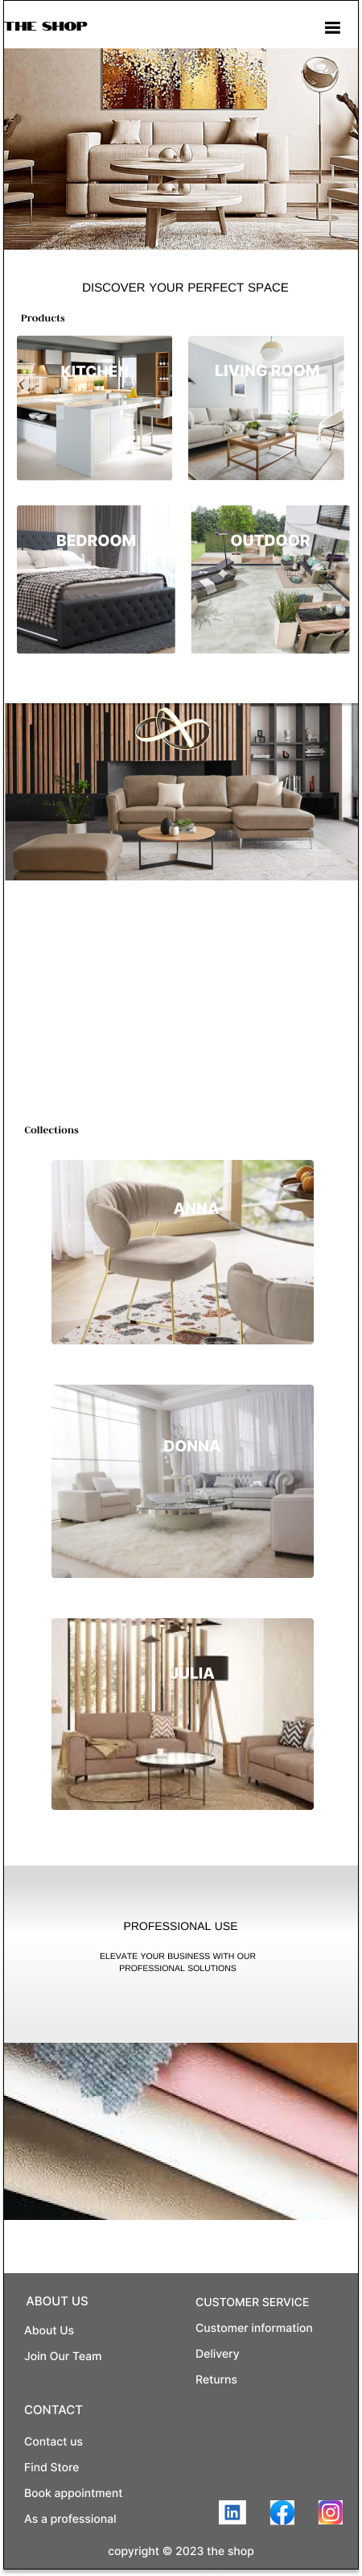 THE SHOP
DISCOVER YOUR PERFECT SPACE
Products
KITCHEN
LIVING ROOM
BEDROOM
OUTDOOR
Collections
ANNA
DONNA
JULIA
PROFESSIONAL USE
ELEVATE YOUR BUSINESS WITH OUR
PROFESSIONAL SOLUTIONS
ABOUT US
About Us
Join Our Team
CUSTOMER SERVICE
Customer information
Delivery
Returns
CONTACT
Contact us
Find Store
Book appointment
As a professional
copyright © 2023 the shop